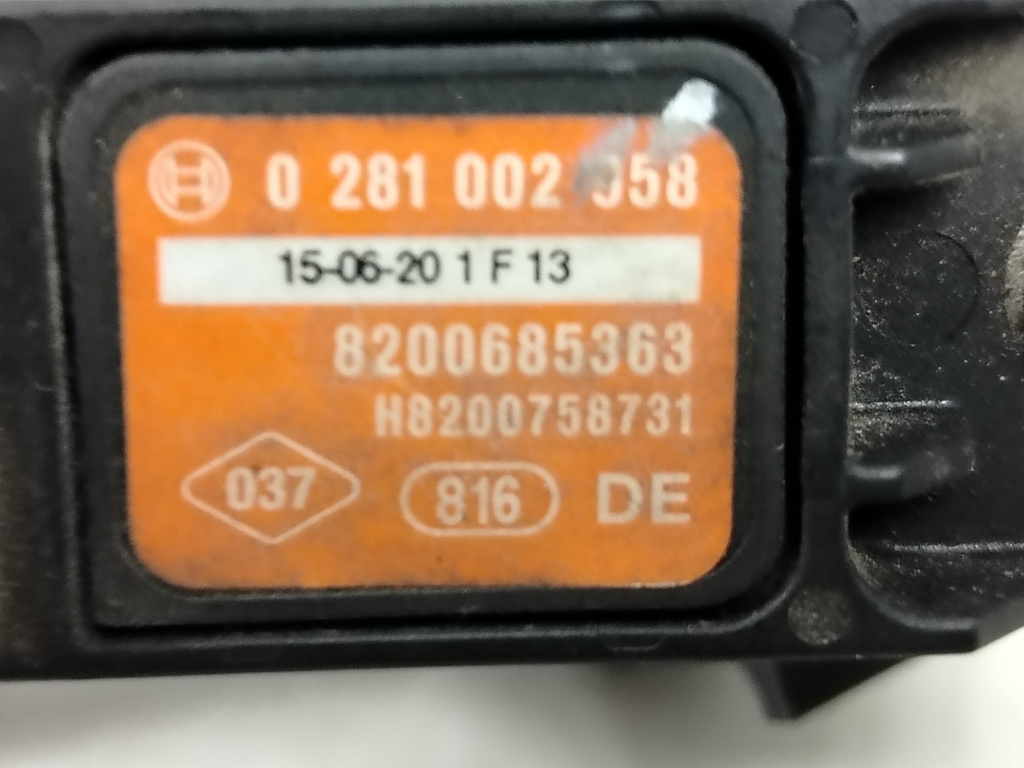 0 281 002
15-06-20 1 F 13
8200685363
H8200758731
037 816 DE